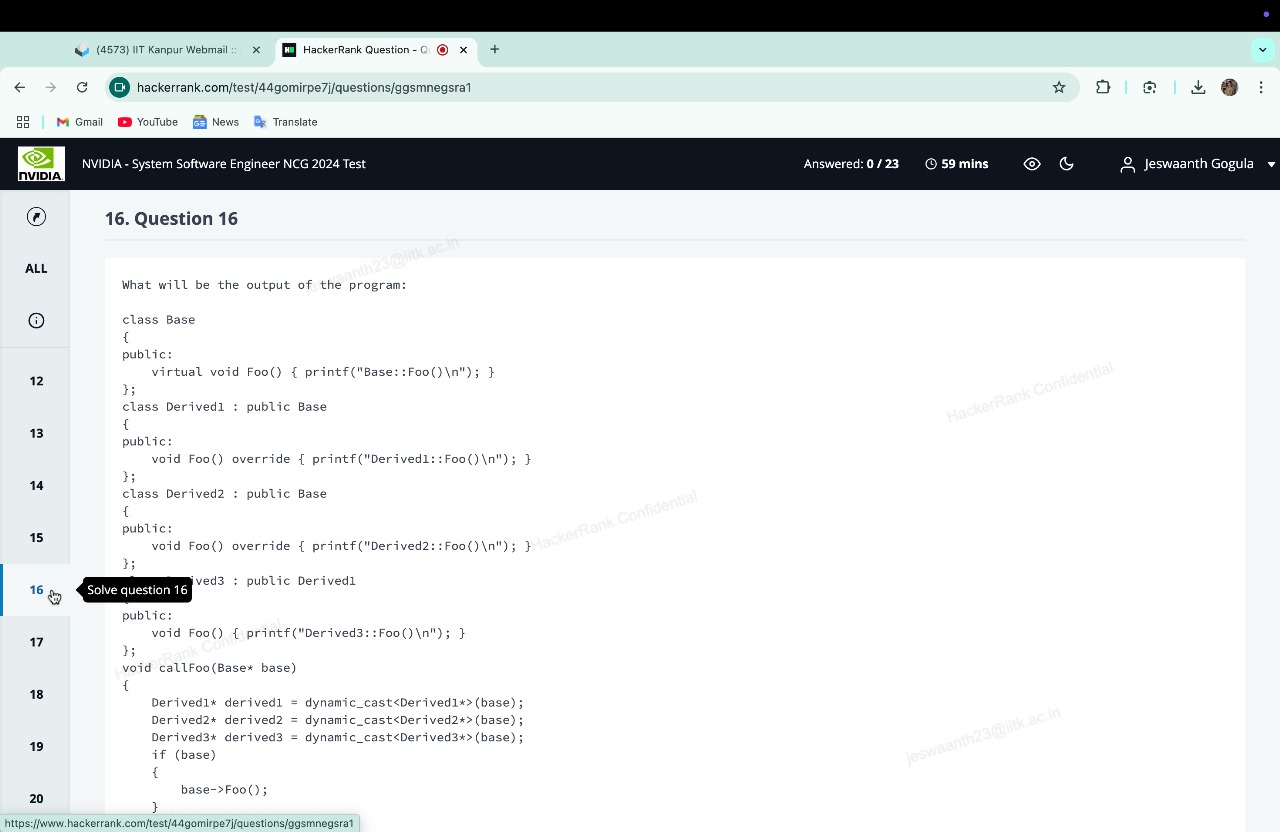 (4573) IIT Kanpur Webmail ::
HackerRank Question - Q
hackerrank.com/test/44gomirpe7j/questions/ggsmnegsra1
Gmail YouTube News Translate
NVIDIA
NVIDIA - System Software Engineer NCG 2024 Test
Answered: 0 / 23
59 mins
Jeswaanth Gogula
ALL
12
13
14
15
16
17
18
19
20
Solve question 16
16. Question 16
What will be the output of the program:
class Base
{
public:
    virtual void Foo() { printf("Base::Foo()\n"); }
};
class Derived1 : public Base
{
public:
    void Foo() override { printf("Derived1::Foo()\n"); }
};
class Derived2 : public Base
{
public:
    void Foo() override { printf("Derived2::Foo()\n"); }
};
ived3 : public Derived1
public:
    void Foo() { printf("Derived3::Foo()\n"); }
};
void callFoo(Base* base)
{
    Derived1* derived1 = dynamic_cast<Derived1*>(base);
    Derived2* derived2 = dynamic_cast<Derived2*>(base);
    Derived3* derived3 = dynamic_cast<Derived3*>(base);
    if (base)
    {
        base->Foo();
    }
jeswaanth23@iitk.ac.in
HackerRank Confidential
HackerRank Confidential
HackerRank Confidential
jeswaanth23@iitk.ac.in
https://www.hackerrank.com/test/44gomirpe7j/questions/ggsmnegsra1